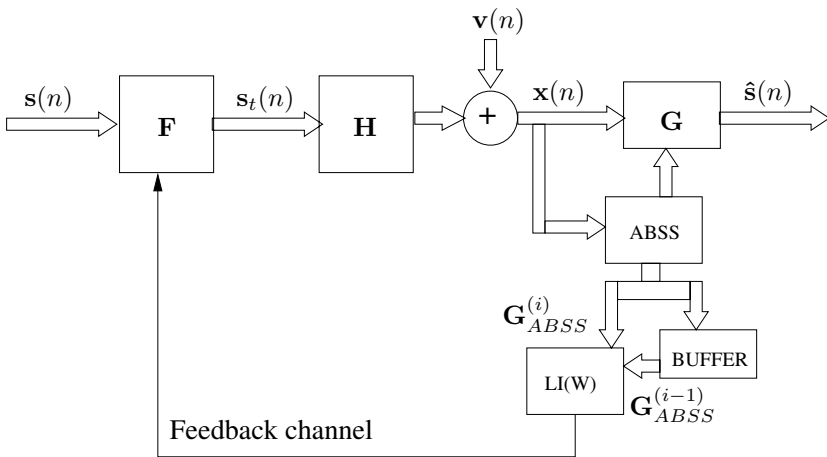 v(n)
s(n)
s_t(n)
x(n)
ŝ(n)
F
H
+
G
ABSS
G_{ABSS}^{(i)}
BUFFER
LI(W)
G_{ABSS}^{(i−1)}
Feedback channel